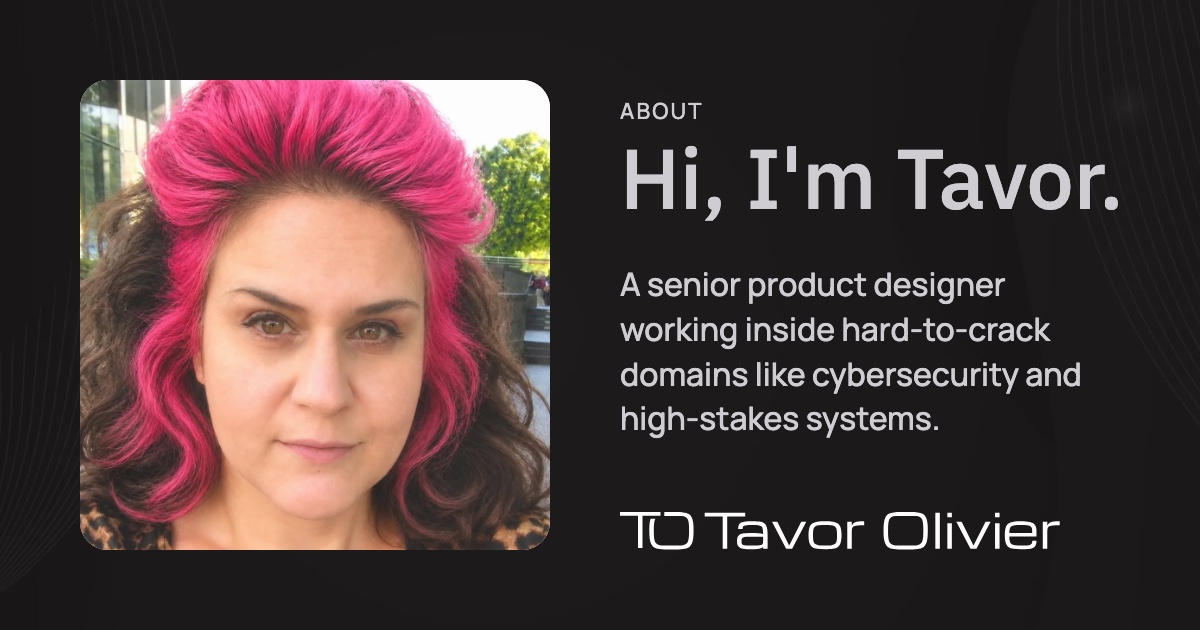 ABOUT
Hi, I'm Tavor.
A senior product designer
working inside hard-to-crack
domains like cybersecurity and
high-stakes systems.
TO Tavor Olivier